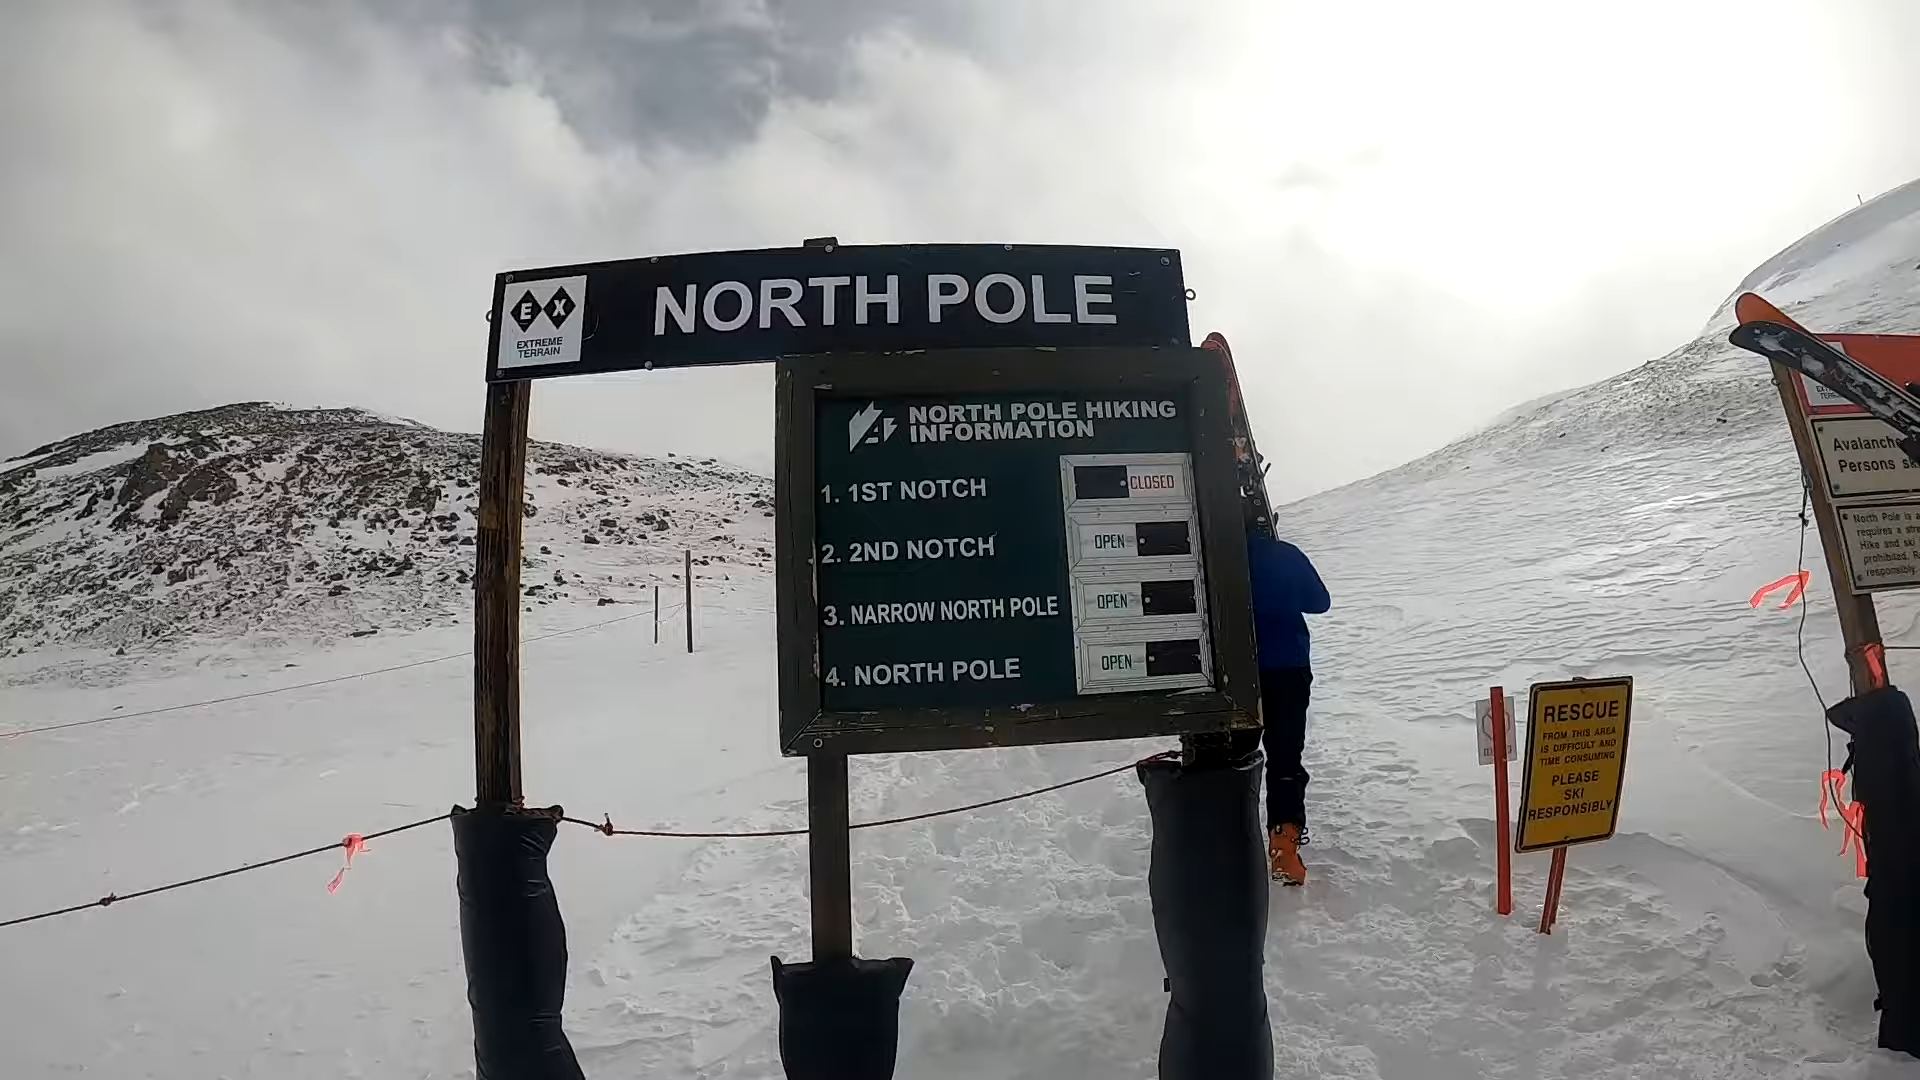 E X
EXTREME
TERRAIN
NORTH POLE
NORTH POLE HIKING
INFORMATION
1. 1ST NOTCH CLOSED
2. 2ND NOTCH OPEN
3. NARROW NORTH POLE OPEN
4. NORTH POLE OPEN
RESCUE
FROM THIS AREA
IS DIFFICULT AND
TIME CONSUMING
PLEASE
SKI
RESPONSIBLY
Avalanche
Persons
North Pole is
requires a
Hike and ski
prohibited.
responsibly.